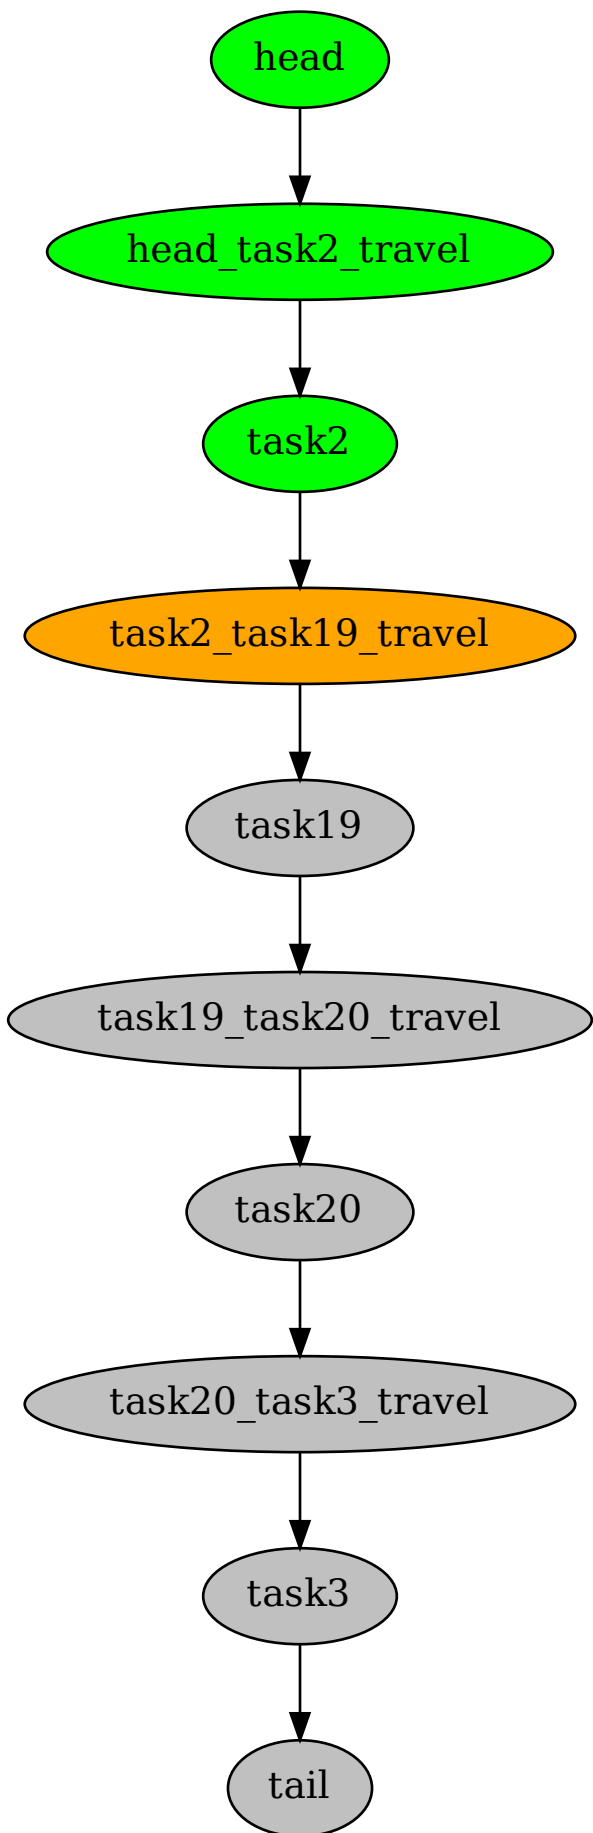 head
head_task2_travel
task2
task2_task19_travel
task19
task19_task20_travel
task20
task20_task3_travel
task3
tail